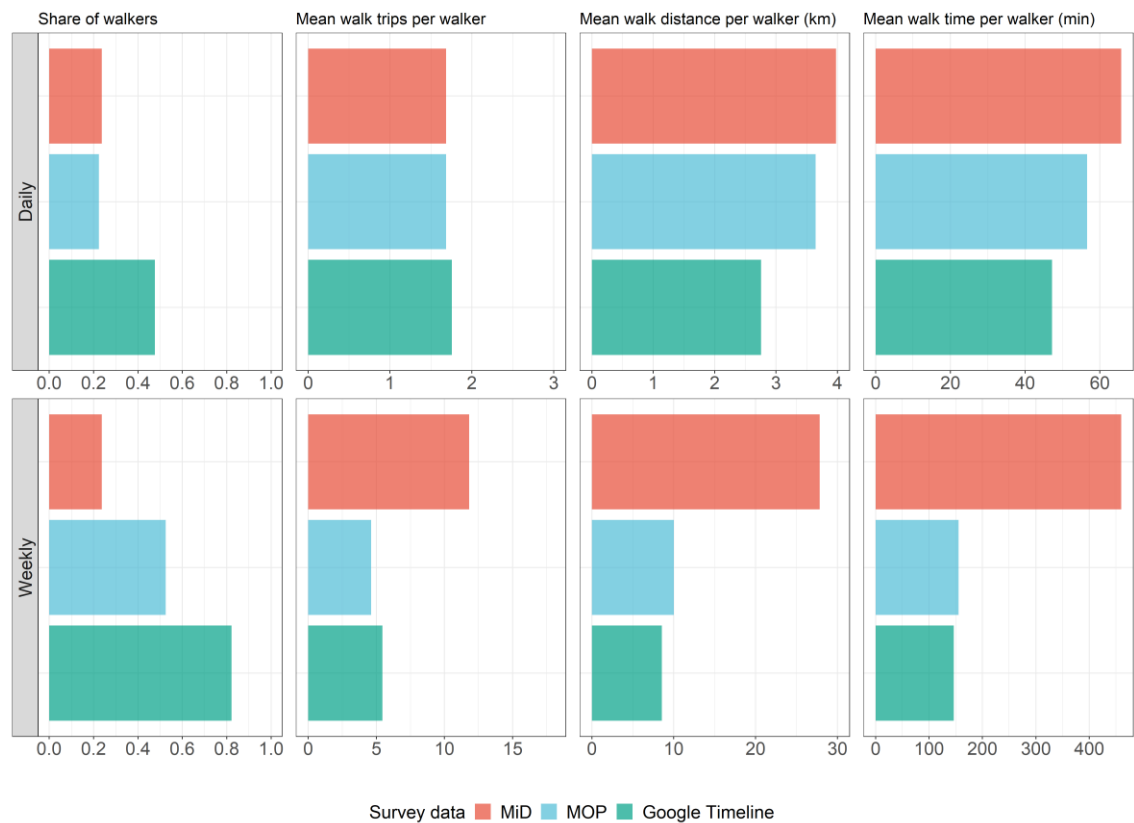 Share of walkers Mean walk trips per walker Mean walk distance per walker (km) Mean walk time per walker (min)
Daily
0.0 0.2 0.4 0.6 0.8 1.0 0 1 2 3 0 1 2 3 4 0 20 40 60
Weekly
0.0 0.2 0.4 0.6 0.8 1.0 0 5 10 15 0 10 20 30 0 100 200 300 400
Survey data MiD MOP Google Timeline